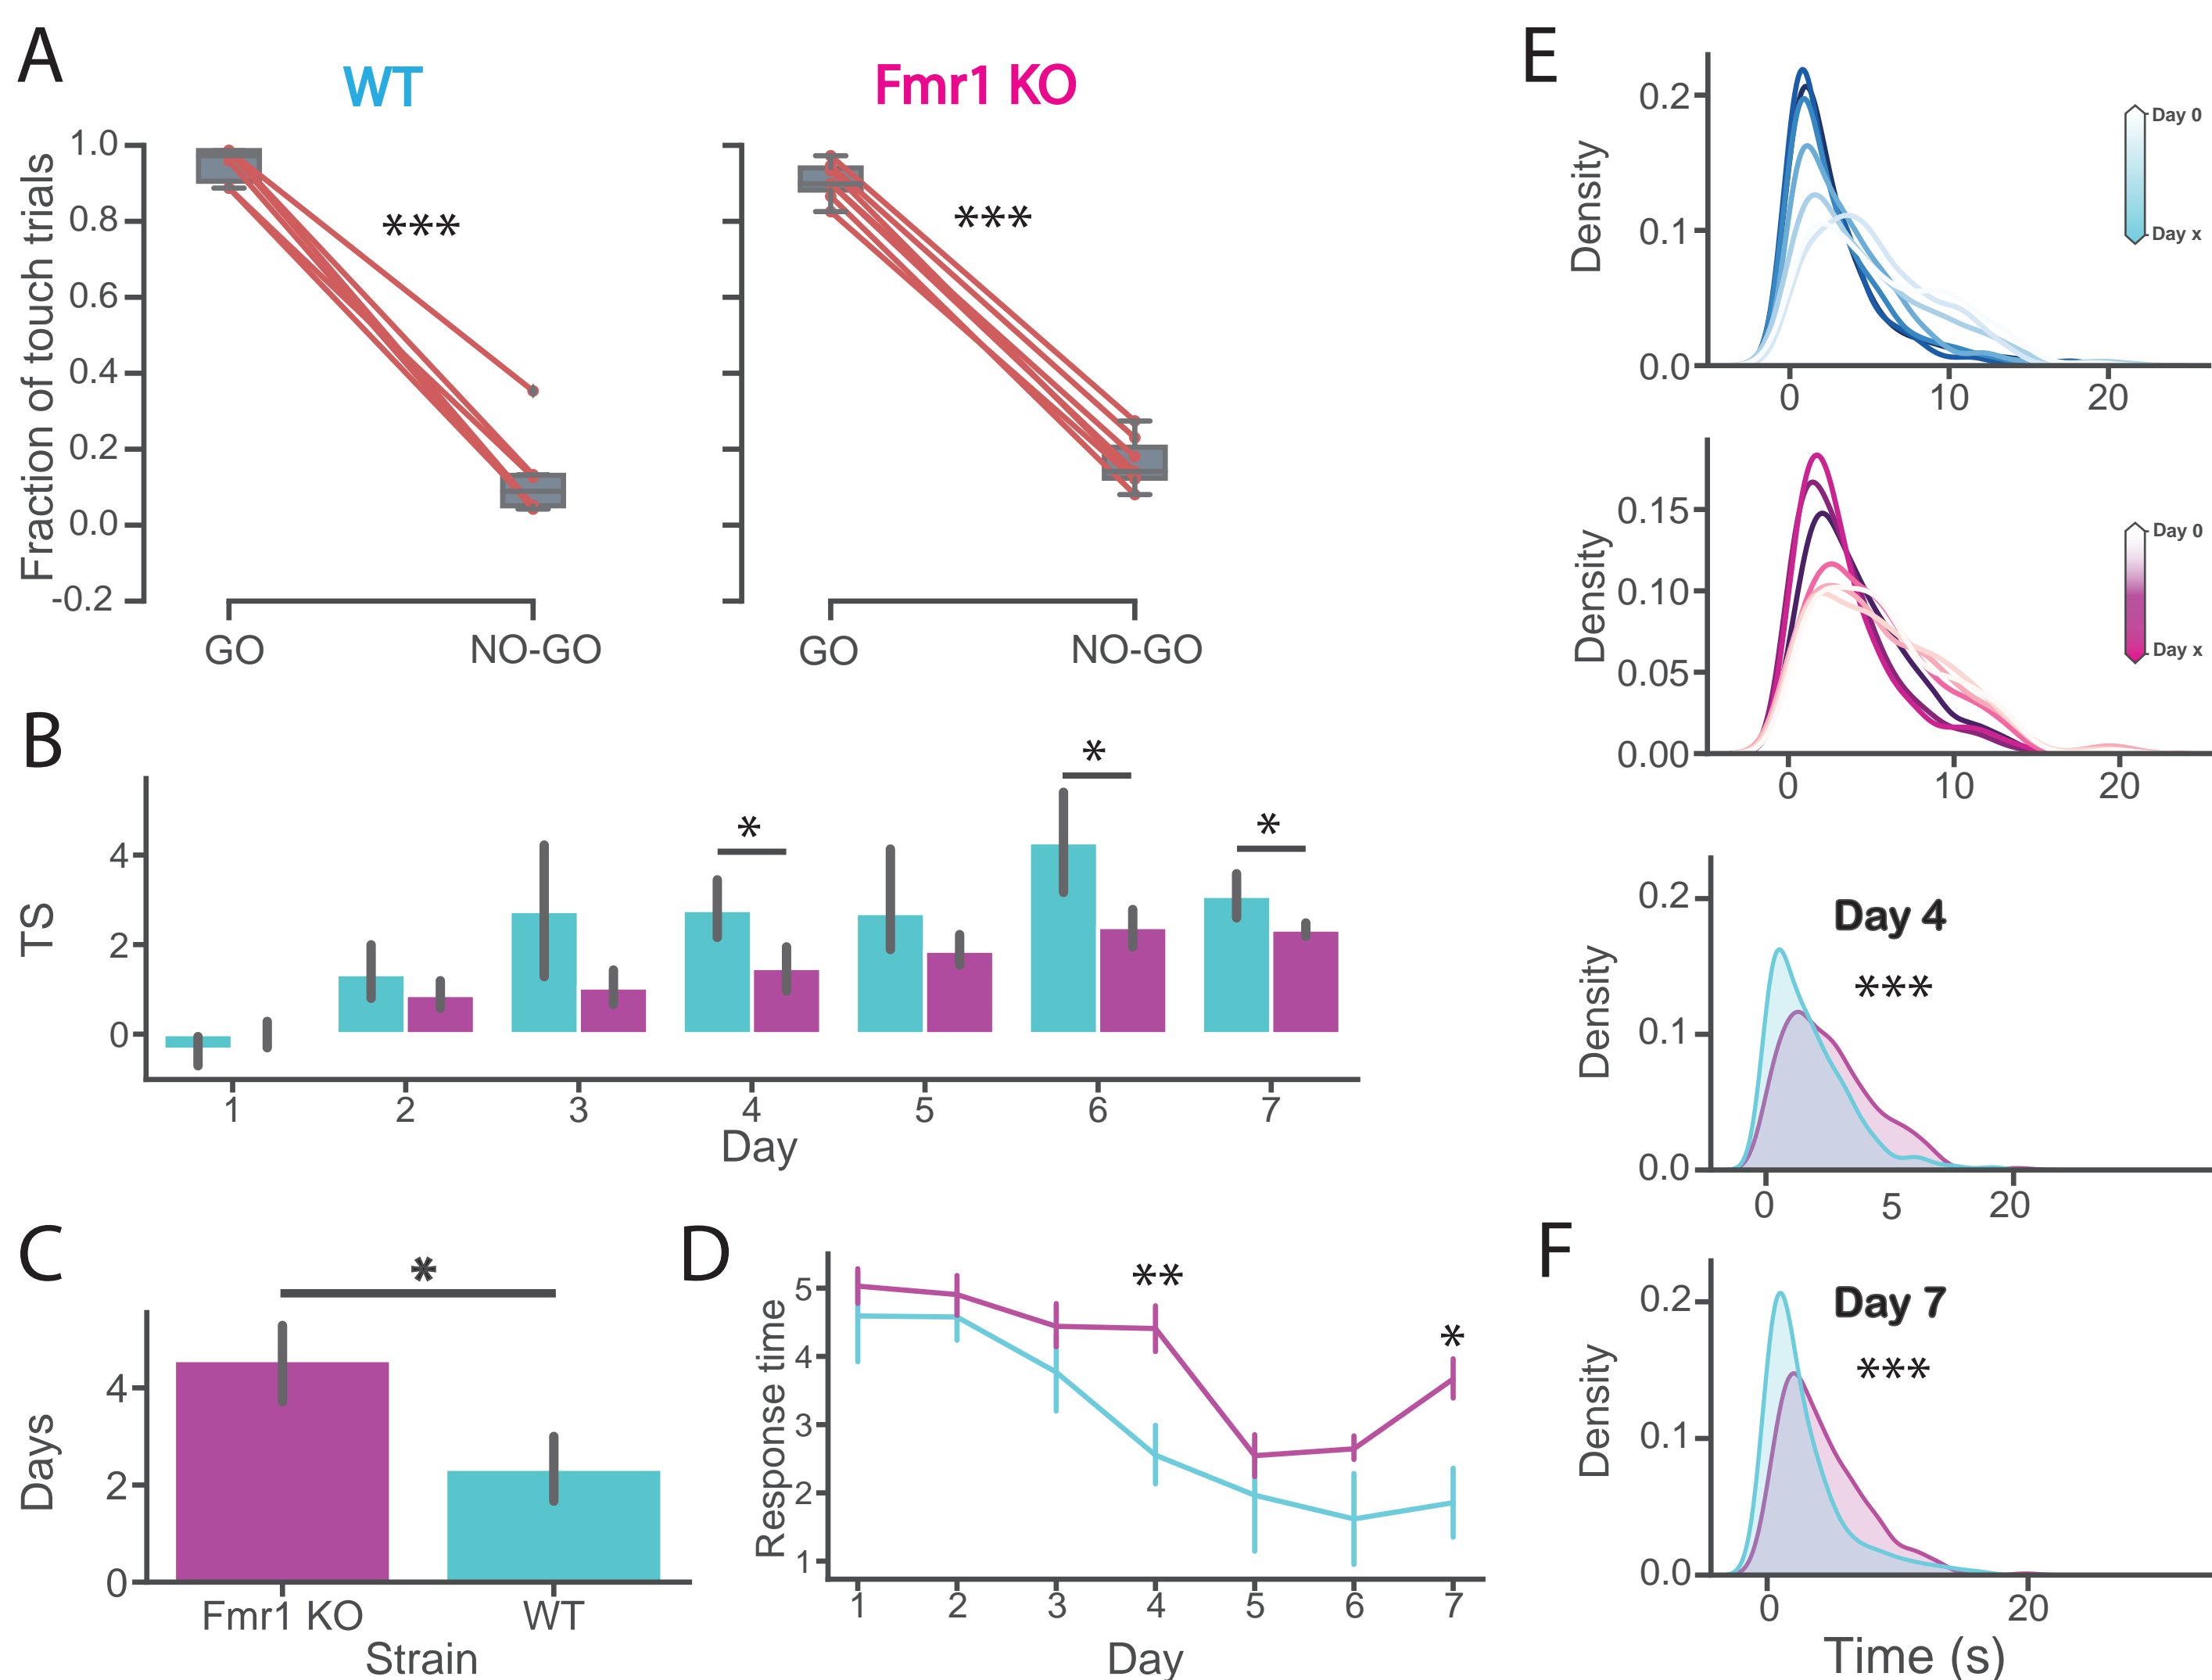 A
WT
Fmr1 KO
Fraction of touch trials
1.0
0.8
0.6
0.4
0.2
0.0
-0.2
***
***
GO
NO-GO
GO
NO-GO
B
TS
4
2
0
*
*
*
1
2
3
4
5
6
7
Day
C
Days
4
2
0
*
Fmr1 KO
WT
Strain
D
Response time
5
4
3
2
1
**
*
1
2
3
4
5
6
7
Day
E
Density
0.2
0.1
0.0
Day 0
Day x
0
10
20
Density
0.15
0.10
0.05
0.00
Day 0
Day x
0
10
20
Density
0.2
0.1
0.0
Day 4
***
0
5
20
F
Density
0.2
0.1
0.0
Day 7
***
0
20
Time (s)